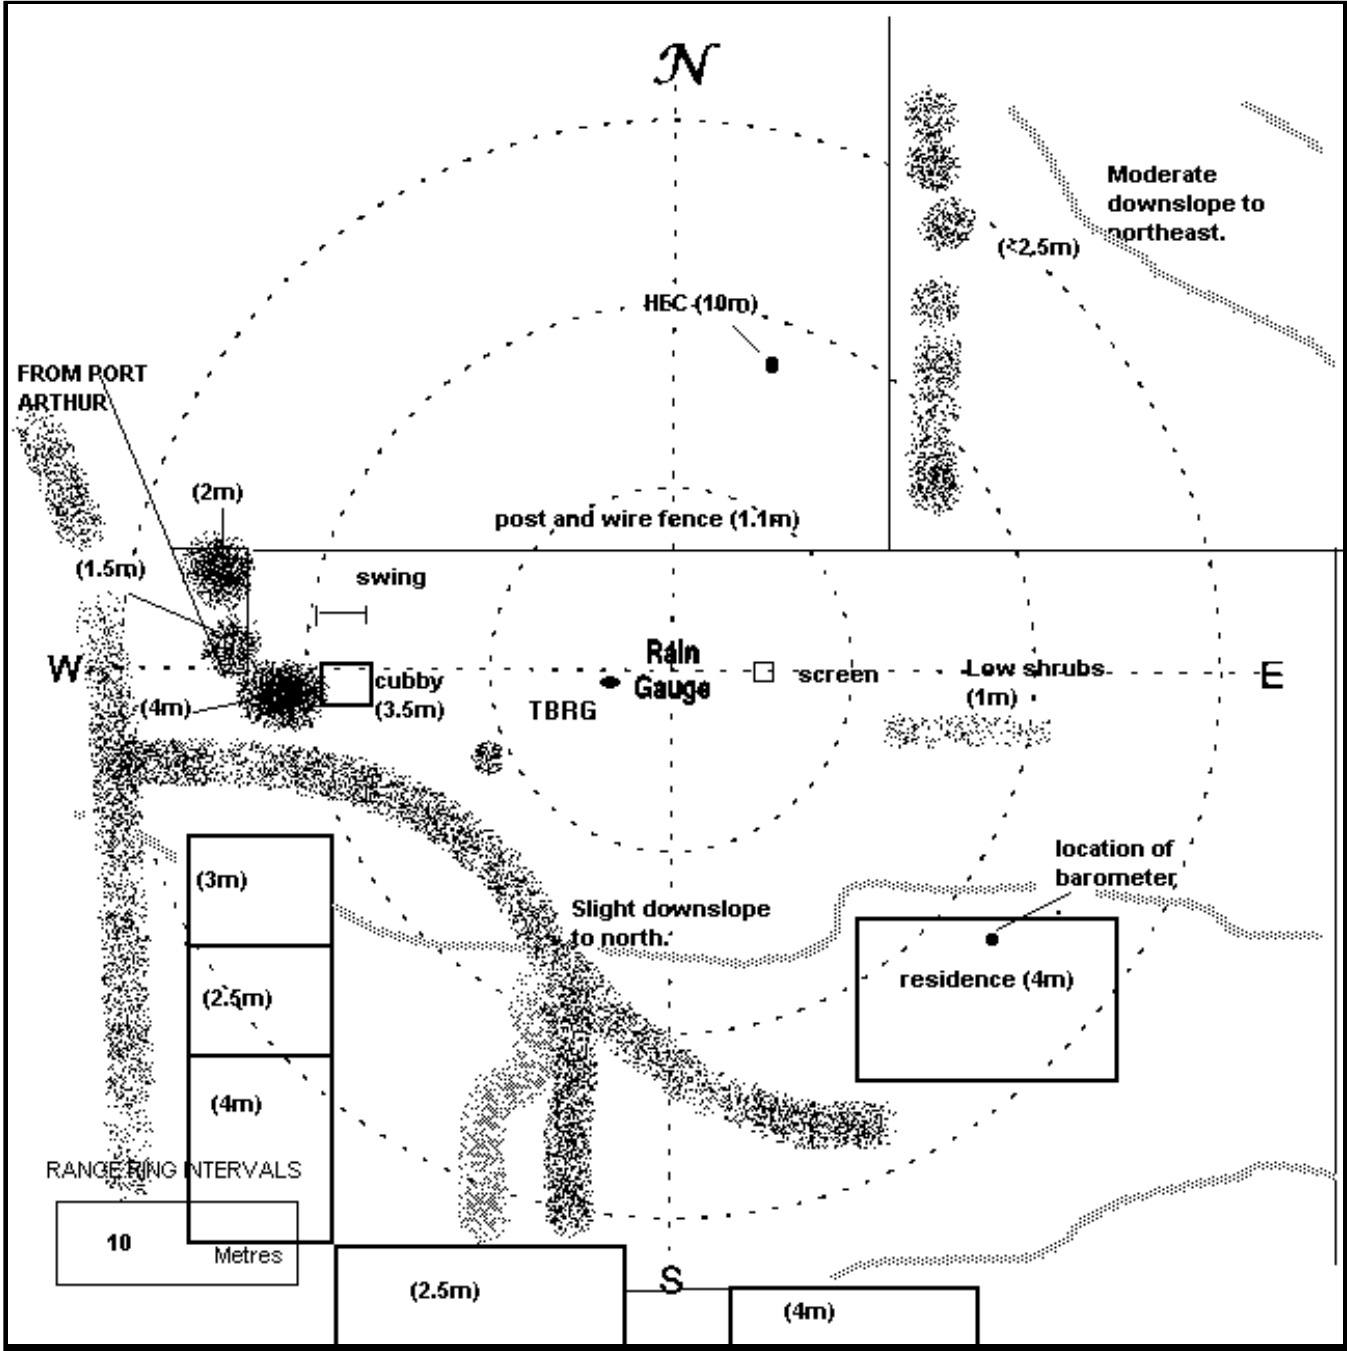 N
Moderate
downslope to
northeast.
(<2.5m)
HEC (10m)
FROM PORT
ARTHUR
(2m)
post and wire fence (1.1m)
(1.5m)
swing
W
Rain
Gauge
screen
Low shrubs
(1m)
E
cubby
(3.5m)
(4m)
TBRG
location of
barometer
(3m)
Slight downslope
to north.
residence (4m)
(2.5m)
(4m)
RANGE RING INTERVALS
10
Metres
S
(2.5m)
(4m)